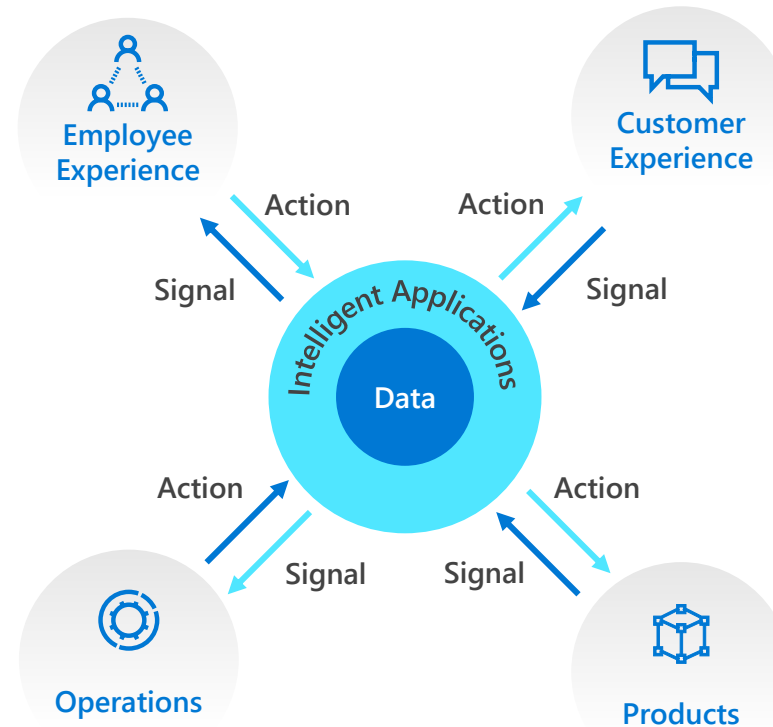 Employee
Experience
Customer
Experience
Action
Action
Signal
Signal
Intelligent Applications
Data
Action
Action
Signal
Signal
Operations
Products